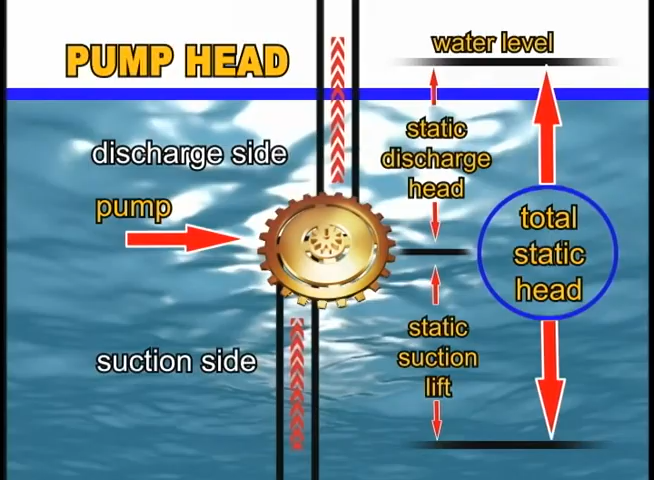 PUMP HEAD
water level
static
discharge
head
discharge side
pump
total
static
head
static
suction
lift
suction side